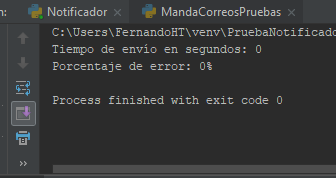 n: Notificador × MandaCorreosPruebas ×
C:\Users\FernandoHT\venv\PruebaNotificado
Tiempo de envío en segundos: 0
Porcentaje de error: 0%
Process finished with exit code 0